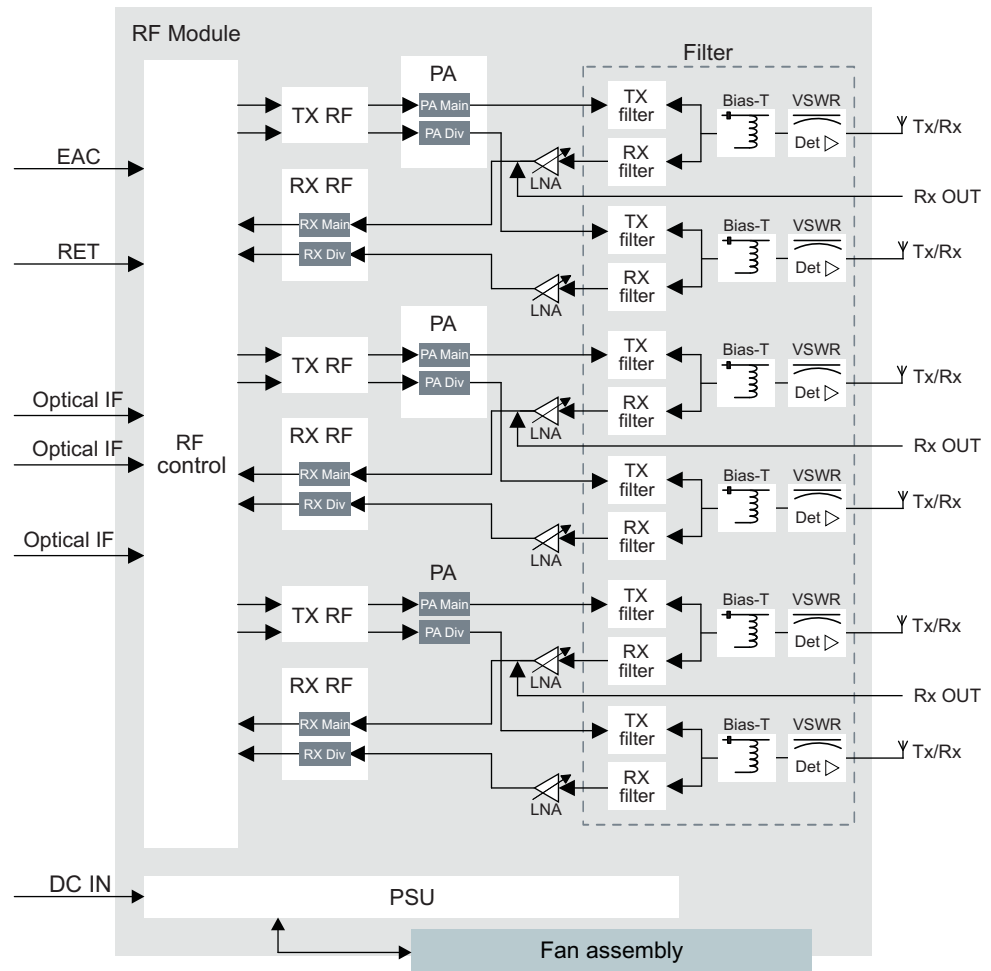 RF Module
Filter
PA
TX RF
PA Main
PA Div
TX
filter
Bias-T
VSWR
Det
Tx/Rx
EAC
RX
filter
LNA
RX RF
Rx OUT
RX Main
RX Div
TX
filter
Bias-T
VSWR
Det
Tx/Rx
RET
RX
filter
LNA
PA
TX RF
PA Main
PA Div
TX
filter
Bias-T
VSWR
Det
Tx/Rx
Optical IF
RX
filter
LNA
RX RF
Rx OUT
Optical IF
RF
control
RX Main
RX Div
TX
filter
Bias-T
VSWR
Det
Tx/Rx
Optical IF
RX
filter
LNA
PA
TX RF
PA Main
PA Div
TX
filter
Bias-T
VSWR
Det
Tx/Rx
RX
filter
LNA
RX RF
Rx OUT
RX Main
RX Div
TX
filter
Bias-T
VSWR
Det
Tx/Rx
RX
filter
LNA
DC IN
PSU
Fan assembly